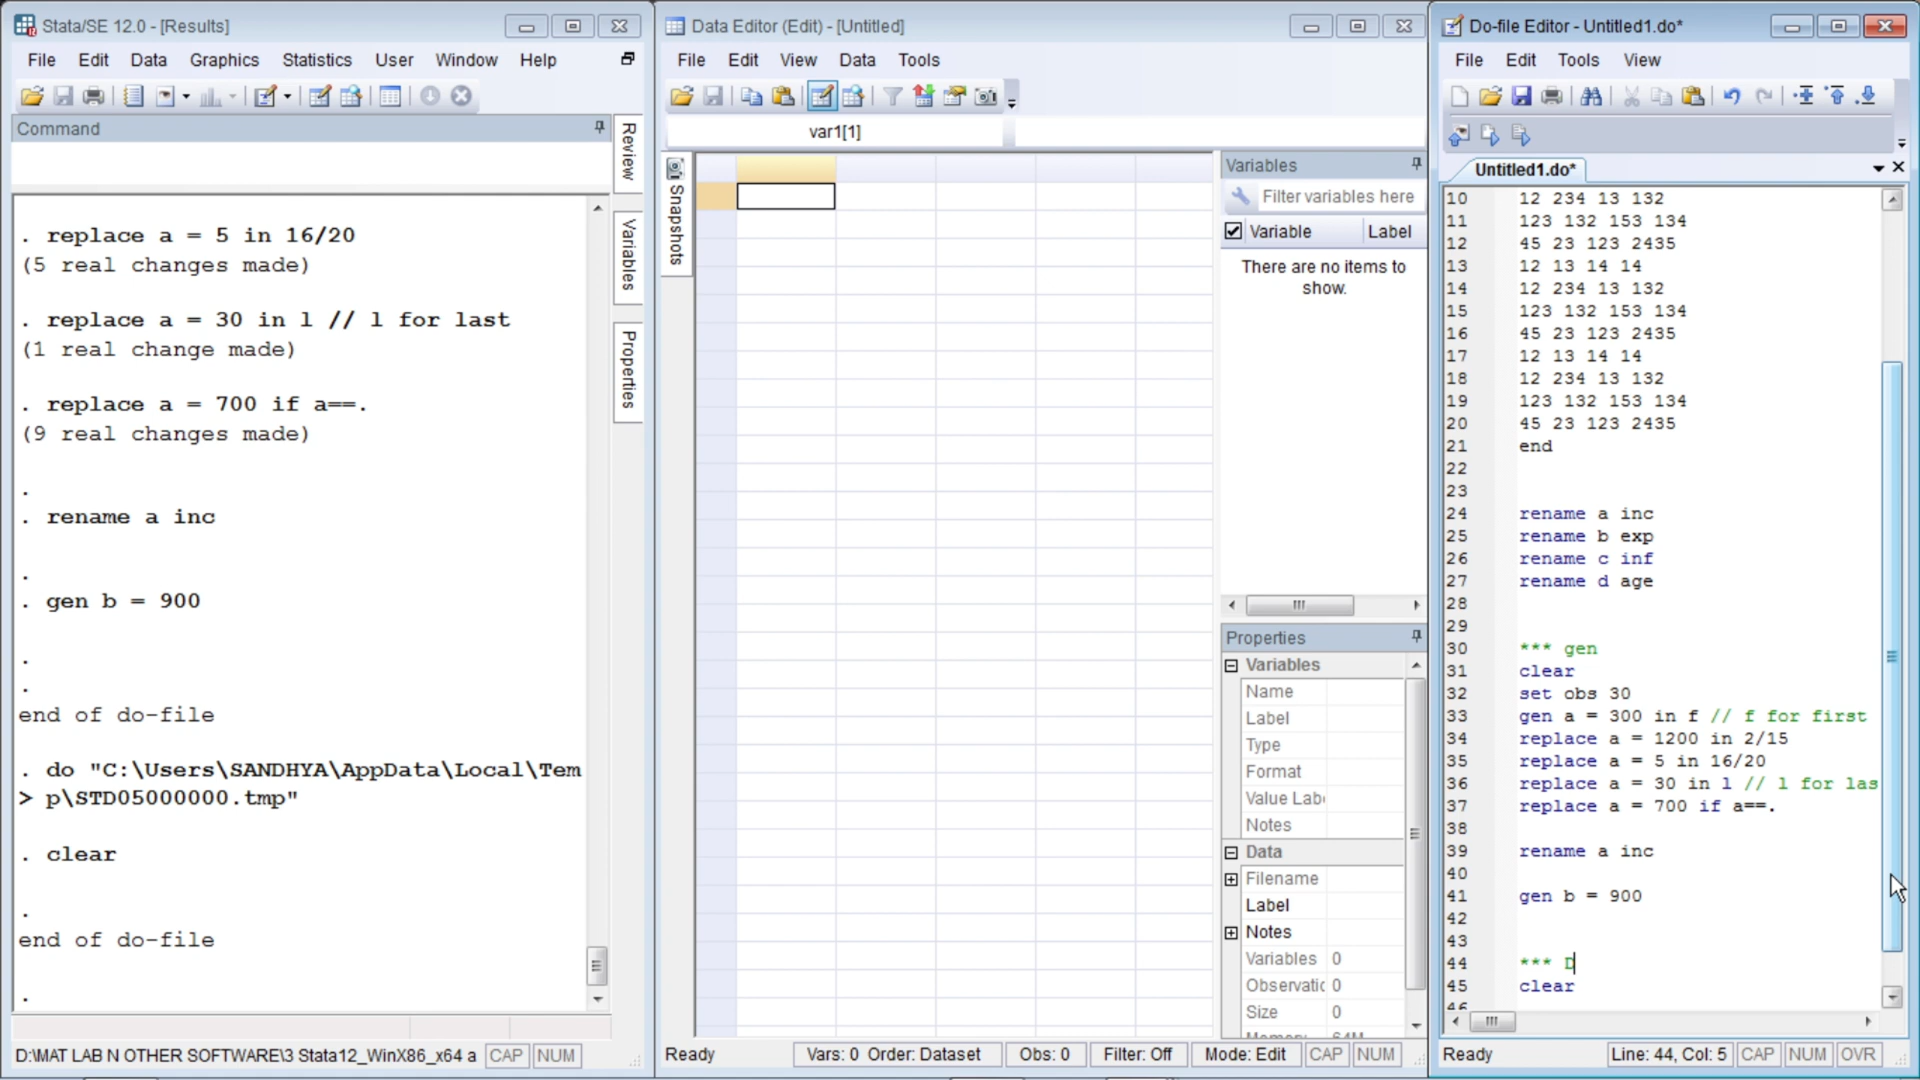 Stata/SE 12.0 - [Results]
File Edit Data Graphics Statistics User Window Help
Command
. replace a = 5 in 16/20
(5 real changes made)
. replace a = 30 in l // l for last
(1 real change made)
. replace a = 700 if a==.
(9 real changes made)
.
. rename a inc
.
. gen b = 900
.
.
end of do-file
. do "C:\Users\SANDHYA\AppData\Local\Tem
> p\STD05000000.tmp"
. clear
.
end of do-file
.
Review
Variables
Properties
D:\MAT LAB N OTHER SOFTWARE\3 Stata12_WinX86_x64 a CAP NUM
Data Editor (Edit) - [Untitled]
File Edit View Data Tools
var1[1]
Snapshots
Variables
Filter variables here
Variable Label
There are no items to
show.
Properties
Variables
Name
Label
Type
Format
Value Lab
Notes
Data
Filename
Label
Notes
Variables 0
Observatic 0
Size 0
Memory 64M
Ready Vars: 0 Order: Dataset Obs: 0 Filter: Off Mode: Edit CAP NUM
Do-file Editor - Untitled1.do*
File Edit Tools View
Untitled1.do*
10 12 234 13 132
11 123 132 153 134
12 45 23 123 2435
13 12 13 14 14
14 12 234 13 132
15 123 132 153 134
16 45 23 123 2435
17 12 13 14 14
18 12 234 13 132
19 123 132 153 134
20 45 23 123 2435
21 end
22
23
24 rename a inc
25 rename b exp
26 rename c inf
27 rename d age
28
29
30 *** gen
31 clear
32 set obs 30
33 gen a = 300 in f // f for first
34 replace a = 1200 in 2/15
35 replace a = 5 in 16/20
36 replace a = 30 in l // l for las
37 replace a = 700 if a==.
38
39 rename a inc
40
41 gen b = 900
42
43
44 *** D
45 clear
46
Ready Line: 44, Col: 5 CAP NUM OVR